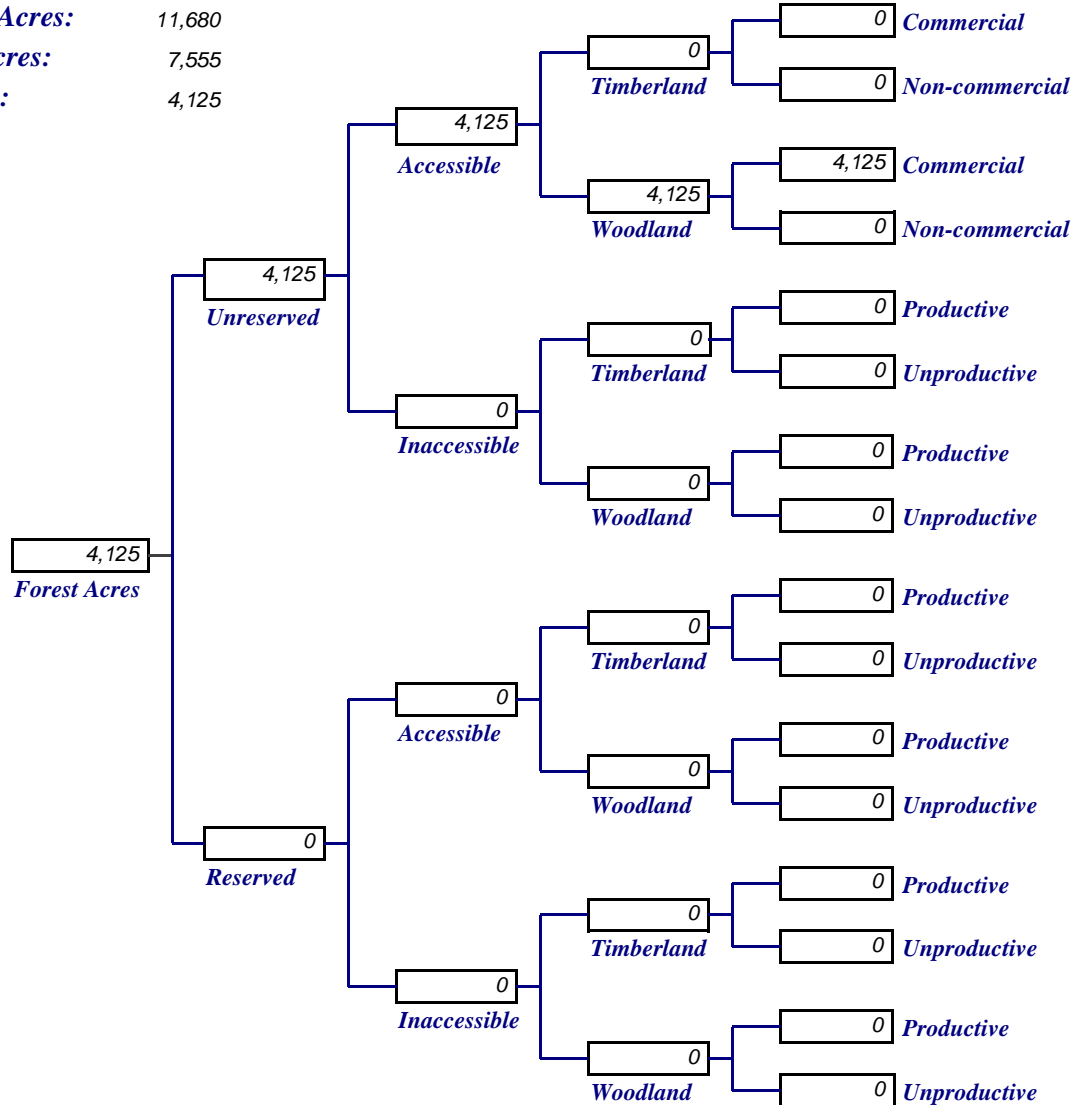 Acres: 11,680
cres: 7,555
: 4,125
0 Commercial
0 Timberland
0 Non-commercial
4,125 Accessible
4,125 Commercial
4,125 Woodland
0 Non-commercial
4,125 Unreserved
0 Productive
0 Timberland
0 Unproductive
0 Inaccessible
0 Productive
0 Woodland
0 Unproductive
4,125 Forest Acres
0 Productive
0 Timberland
0 Unproductive
0 Accessible
0 Productive
0 Woodland
0 Unproductive
0 Reserved
0 Productive
0 Timberland
0 Unproductive
0 Inaccessible
0 Productive
0 Woodland
0 Unproductive